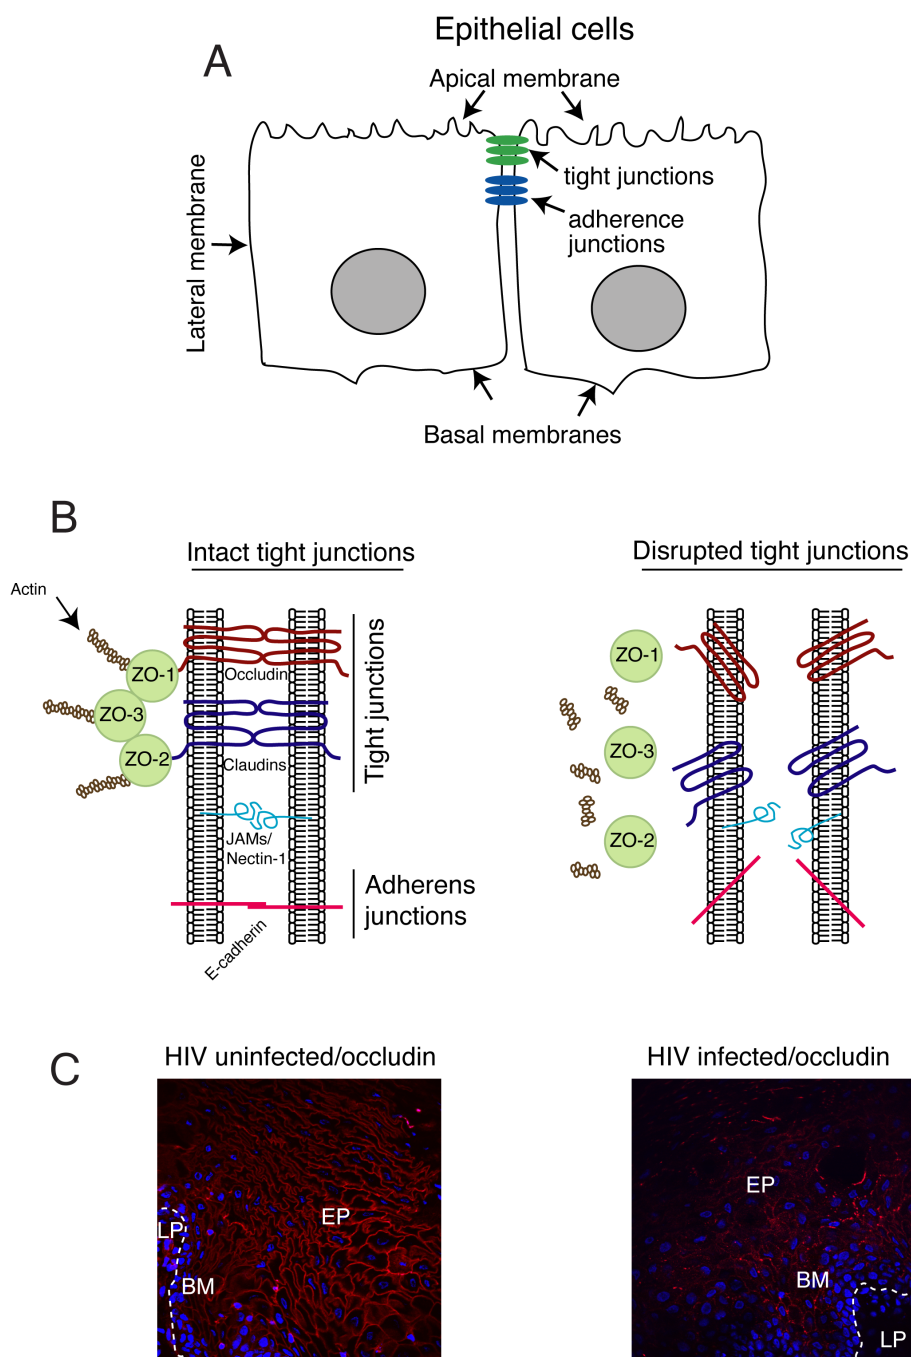 Epithelial cells
A
Apical membrane
Lateral membrane
tight junctions
adherence
junctions
Basal membranes
B
Intact tight junctions
Disrupted tight junctions
Actin
ZO-1
Occludin
ZO-3
ZO-2
Claudins
Tight junctions
JAMs/
Nectin-1
Adherens
junctions
E-cadherin
ZO-1
ZO-3
ZO-2
C
HIV uninfected/occludin
HIV infected/occludin
EP
LP
BM
EP
BM
LP